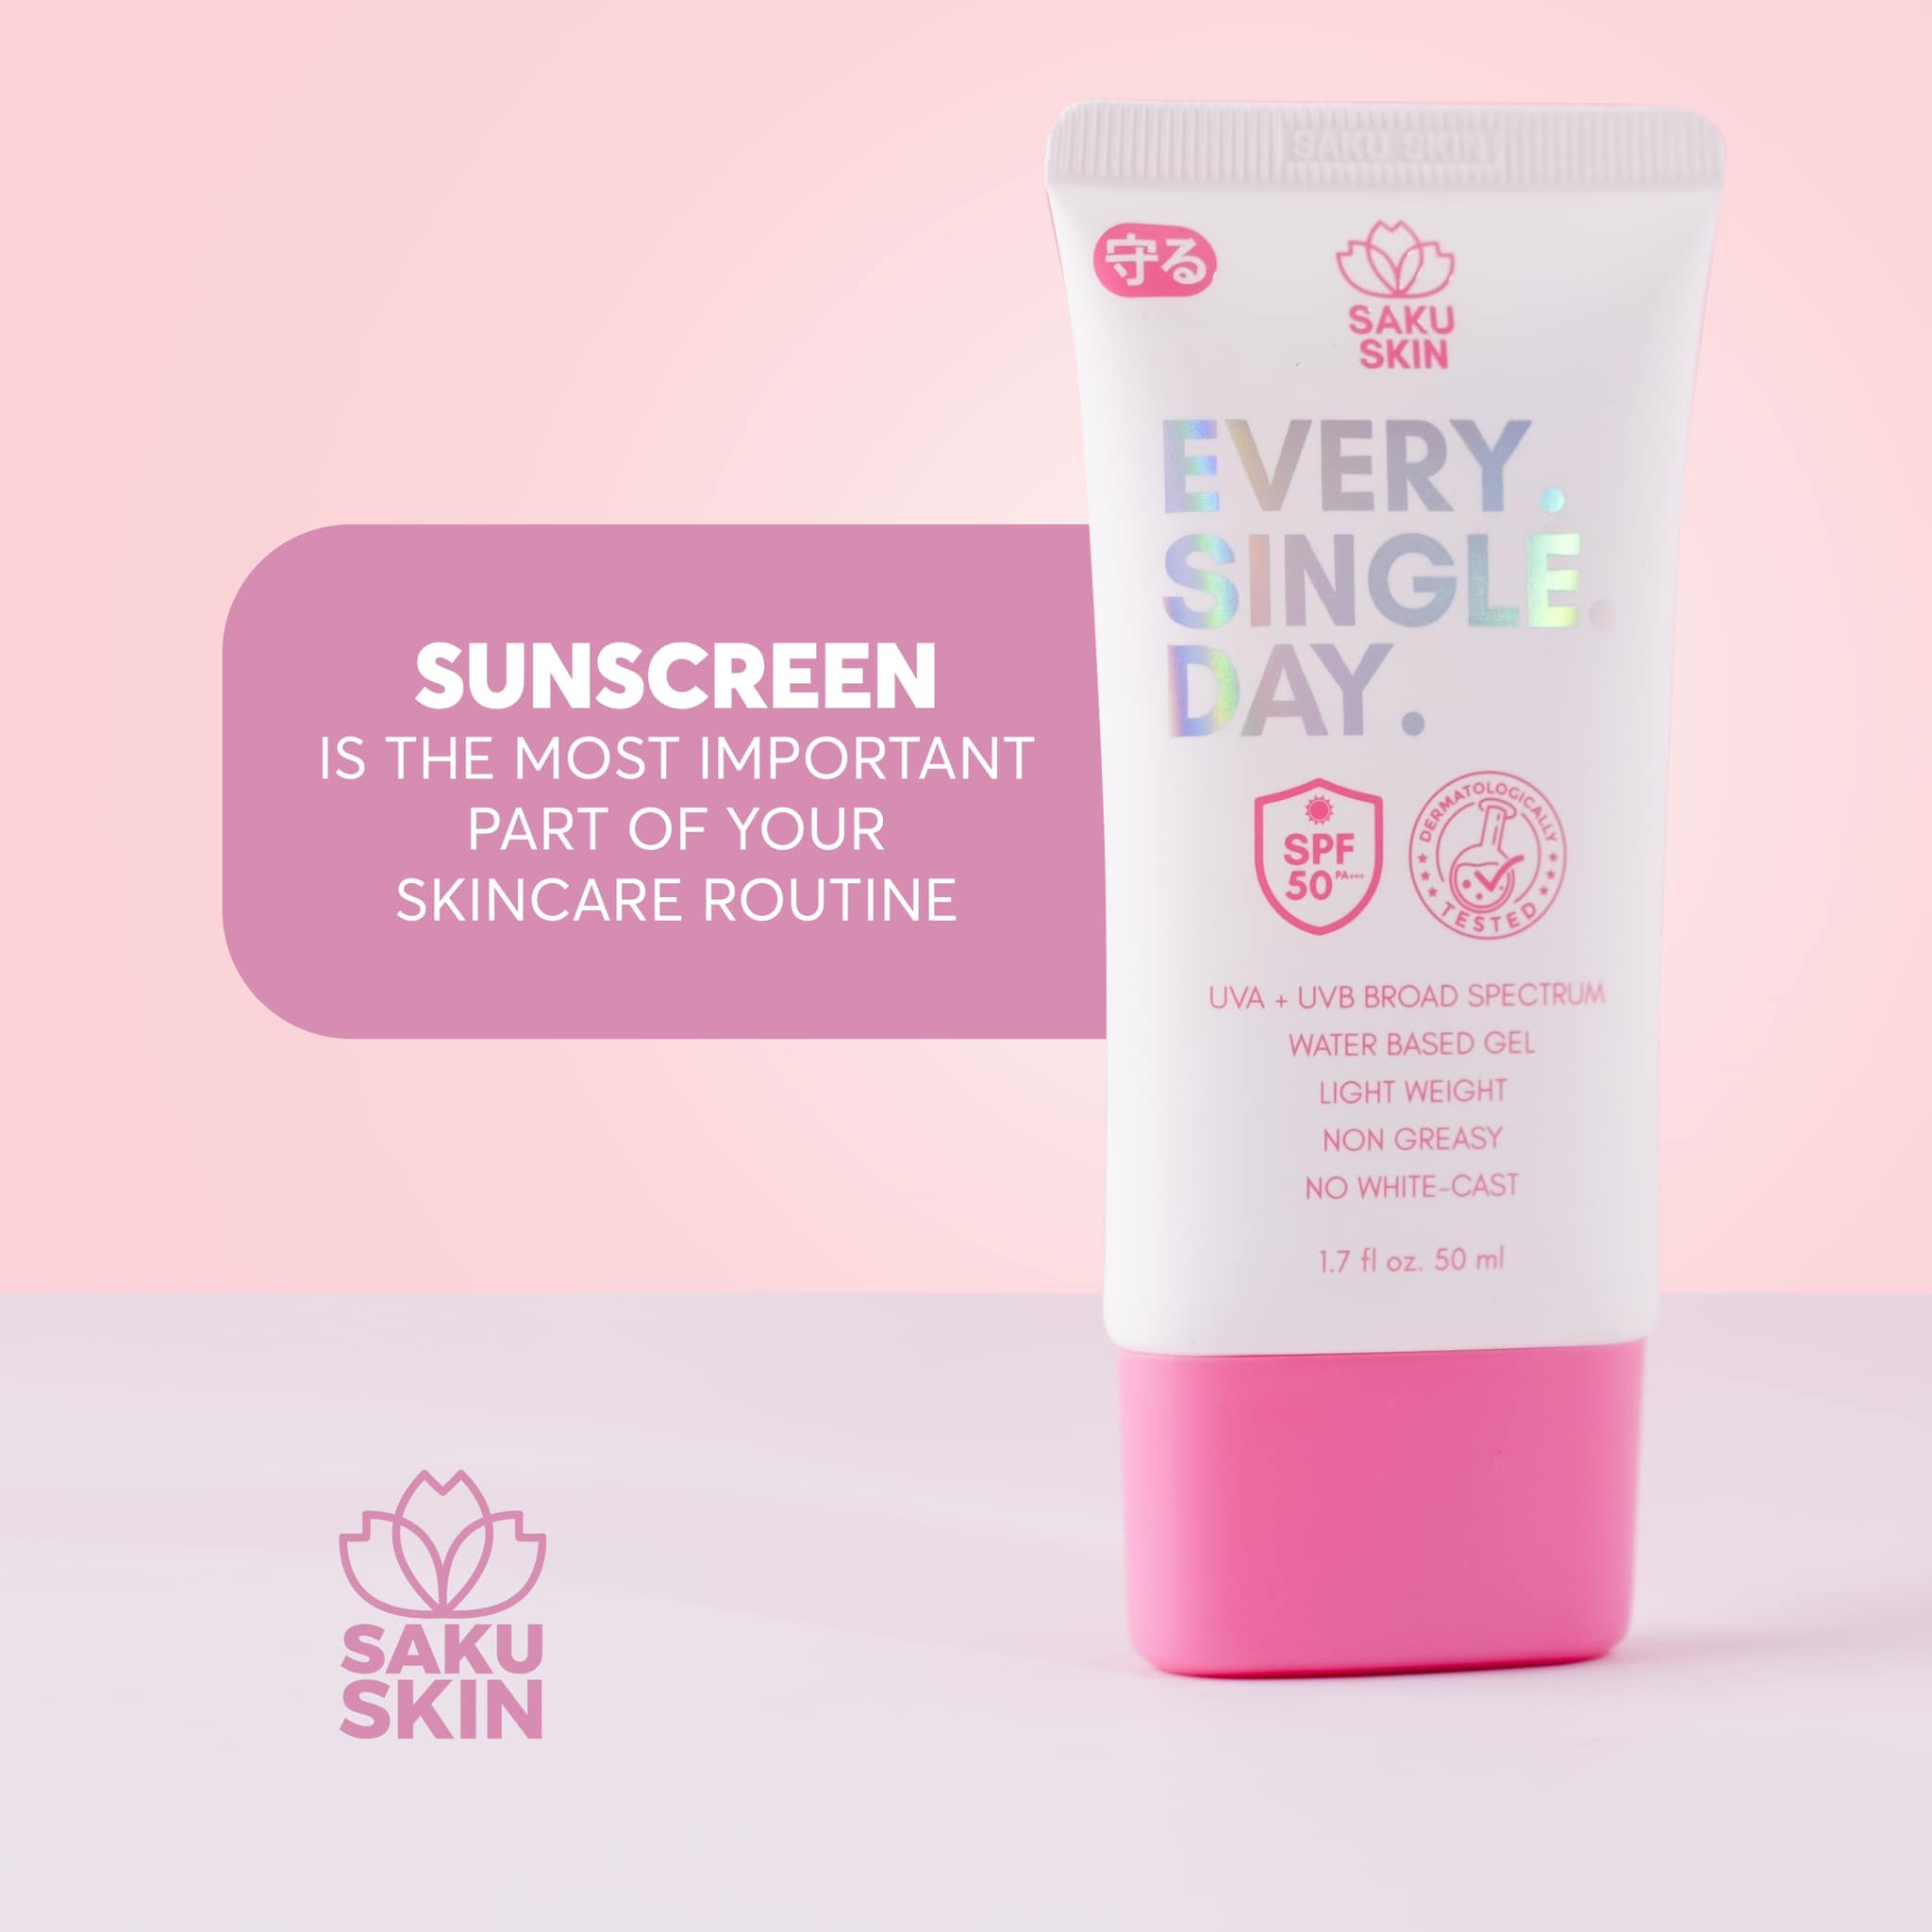 SUNSCREEN
IS THE MOST IMPORTANT
PART OF YOUR
SKINCARE ROUTINE
SAKU SKIN
守る
SAKU
SKIN
EVERY.
SINGLE.
DAY.
SPF
50 PA+++
DERMATOLOGICALLY
TESTED
UVA + UVB BROAD SPECTRUM
WATER BASED GEL
LIGHT WEIGHT
NON GREASY
NO WHITE-CAST
1.7 fl oz. 50 ml
SAKU
SKIN